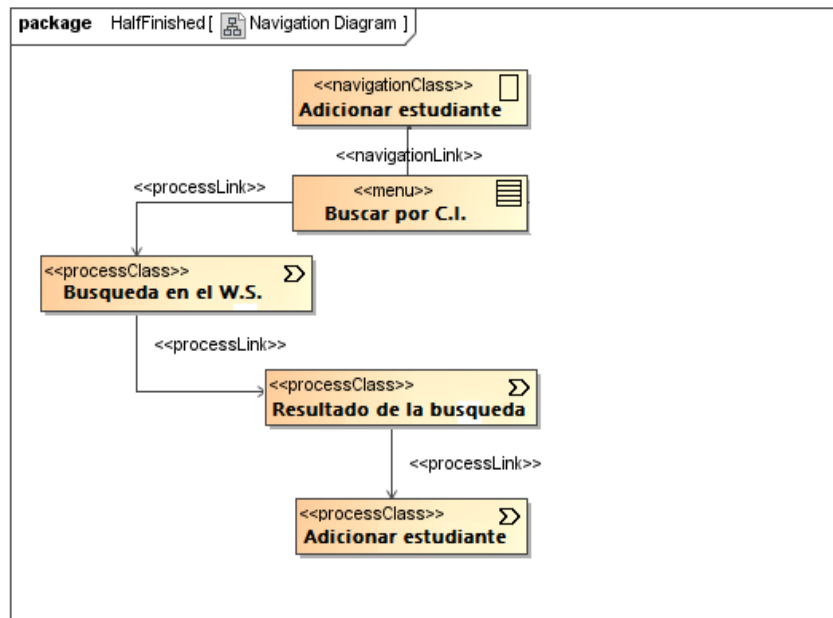 package HalfFinished [ Navigation Diagram ]
<<navigationClass>>
Adicionar estudiante
<<navigationLink>>
<<processLink>>
<<menu>>
Buscar por C.I.
<<processClass>>
Busqueda en el W.S.
<<processLink>>
<<processClass>>
Resultado de la busqueda
<<processLink>>
<<processClass>>
Adicionar estudiante